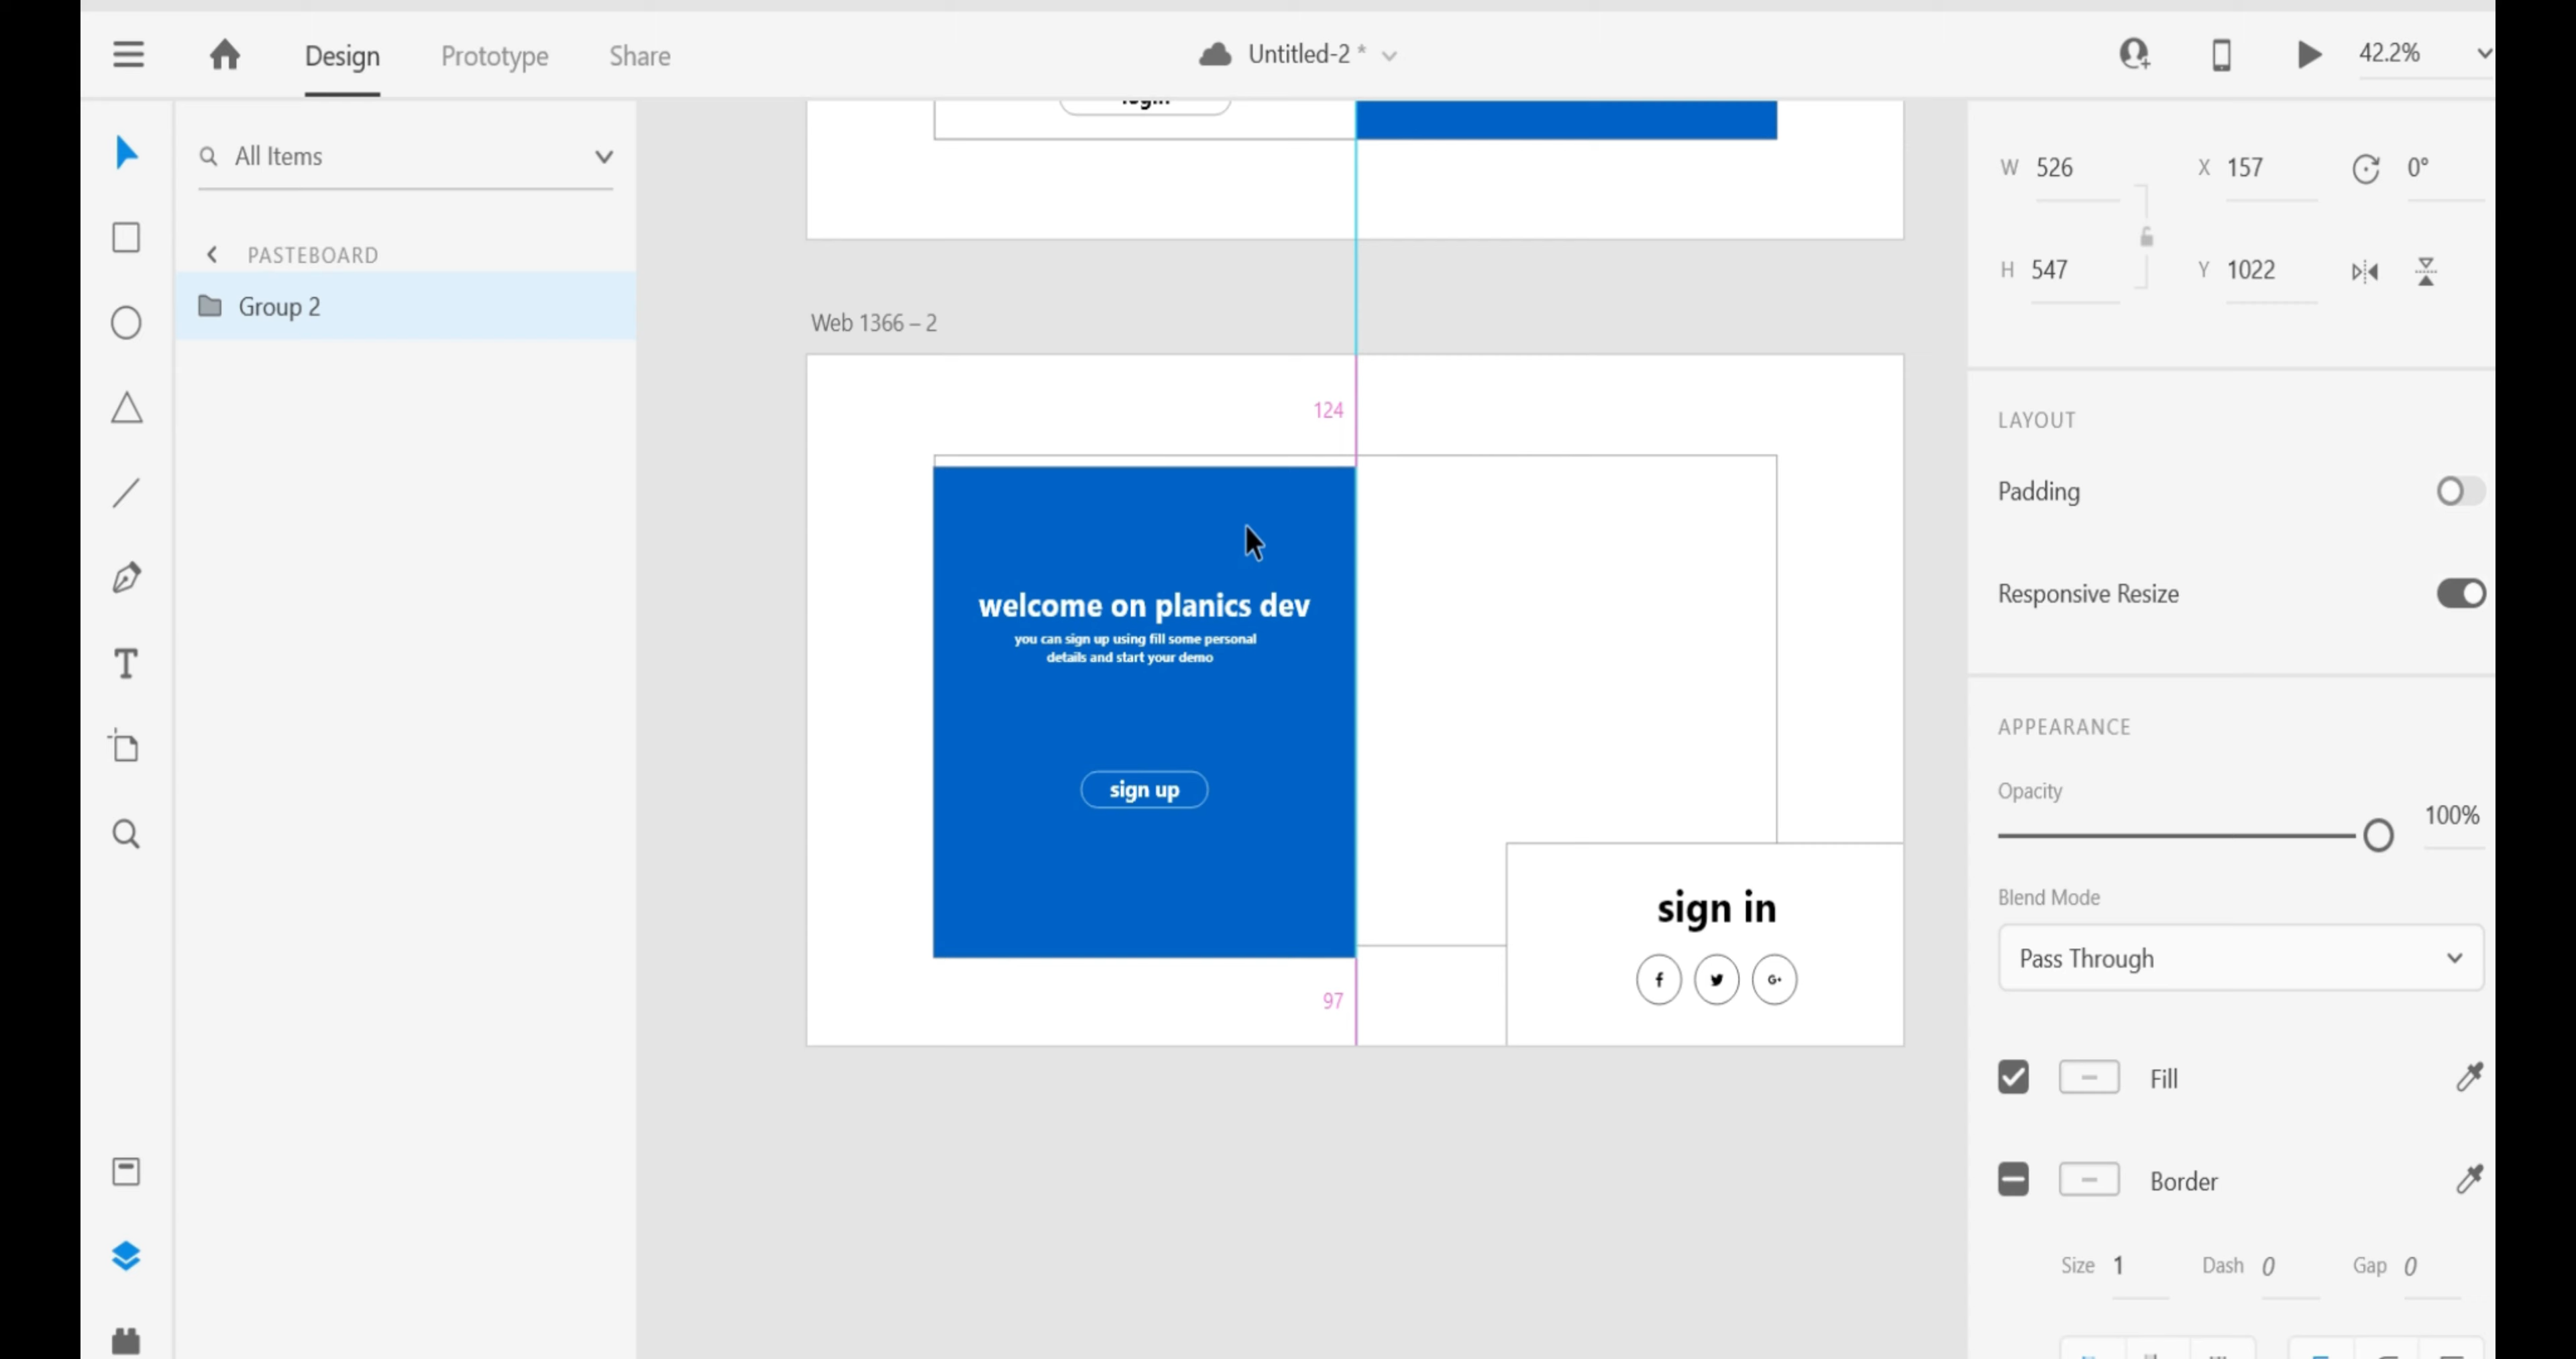 Design Prototype Share
Untitled-2 *
42.2%
All Items
PASTEBOARD
Group 2
login
Web 1366 – 2
124
welcome on planics dev
you can sign up using fill some personal
details and start your demo
sign up
97
sign in
f
G+
W 526 X 157 0°
H 547 Y 1022
LAYOUT
Padding
Responsive Resize
APPEARANCE
Opacity
100%
Blend Mode
Pass Through
Fill
Border
Size 1 Dash 0 Gap 0